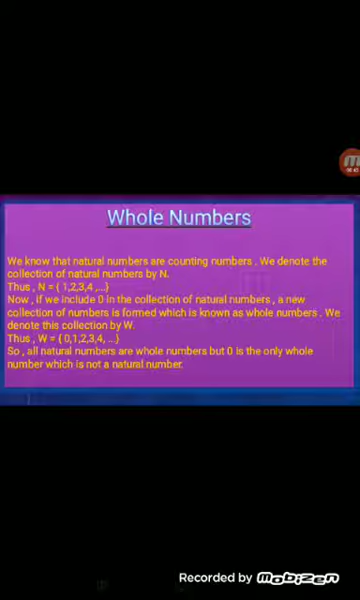 Whole Numbers
We know that natural numbers are counting numbers . We denote the
collection of natural numbers by N.
Thus , N = { 1,2,3,4 ,...}
Now , if we include 0 in the collection of natural numbers , a new
collection of numbers is formed which is known as whole numbers . We
denote this collection by W.
Thus , W = { 0,1,2,3,4, ...}
So , all natural numbers are whole numbers but 0 is the only whole
number which is not a natural number.
Recorded by Mobizen